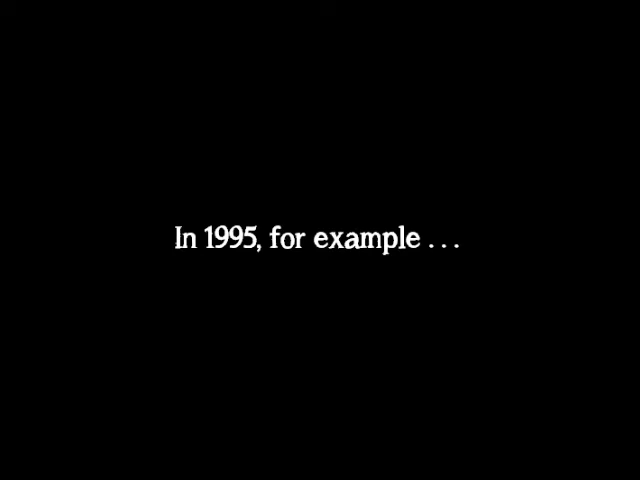 In 1995, for example . . .